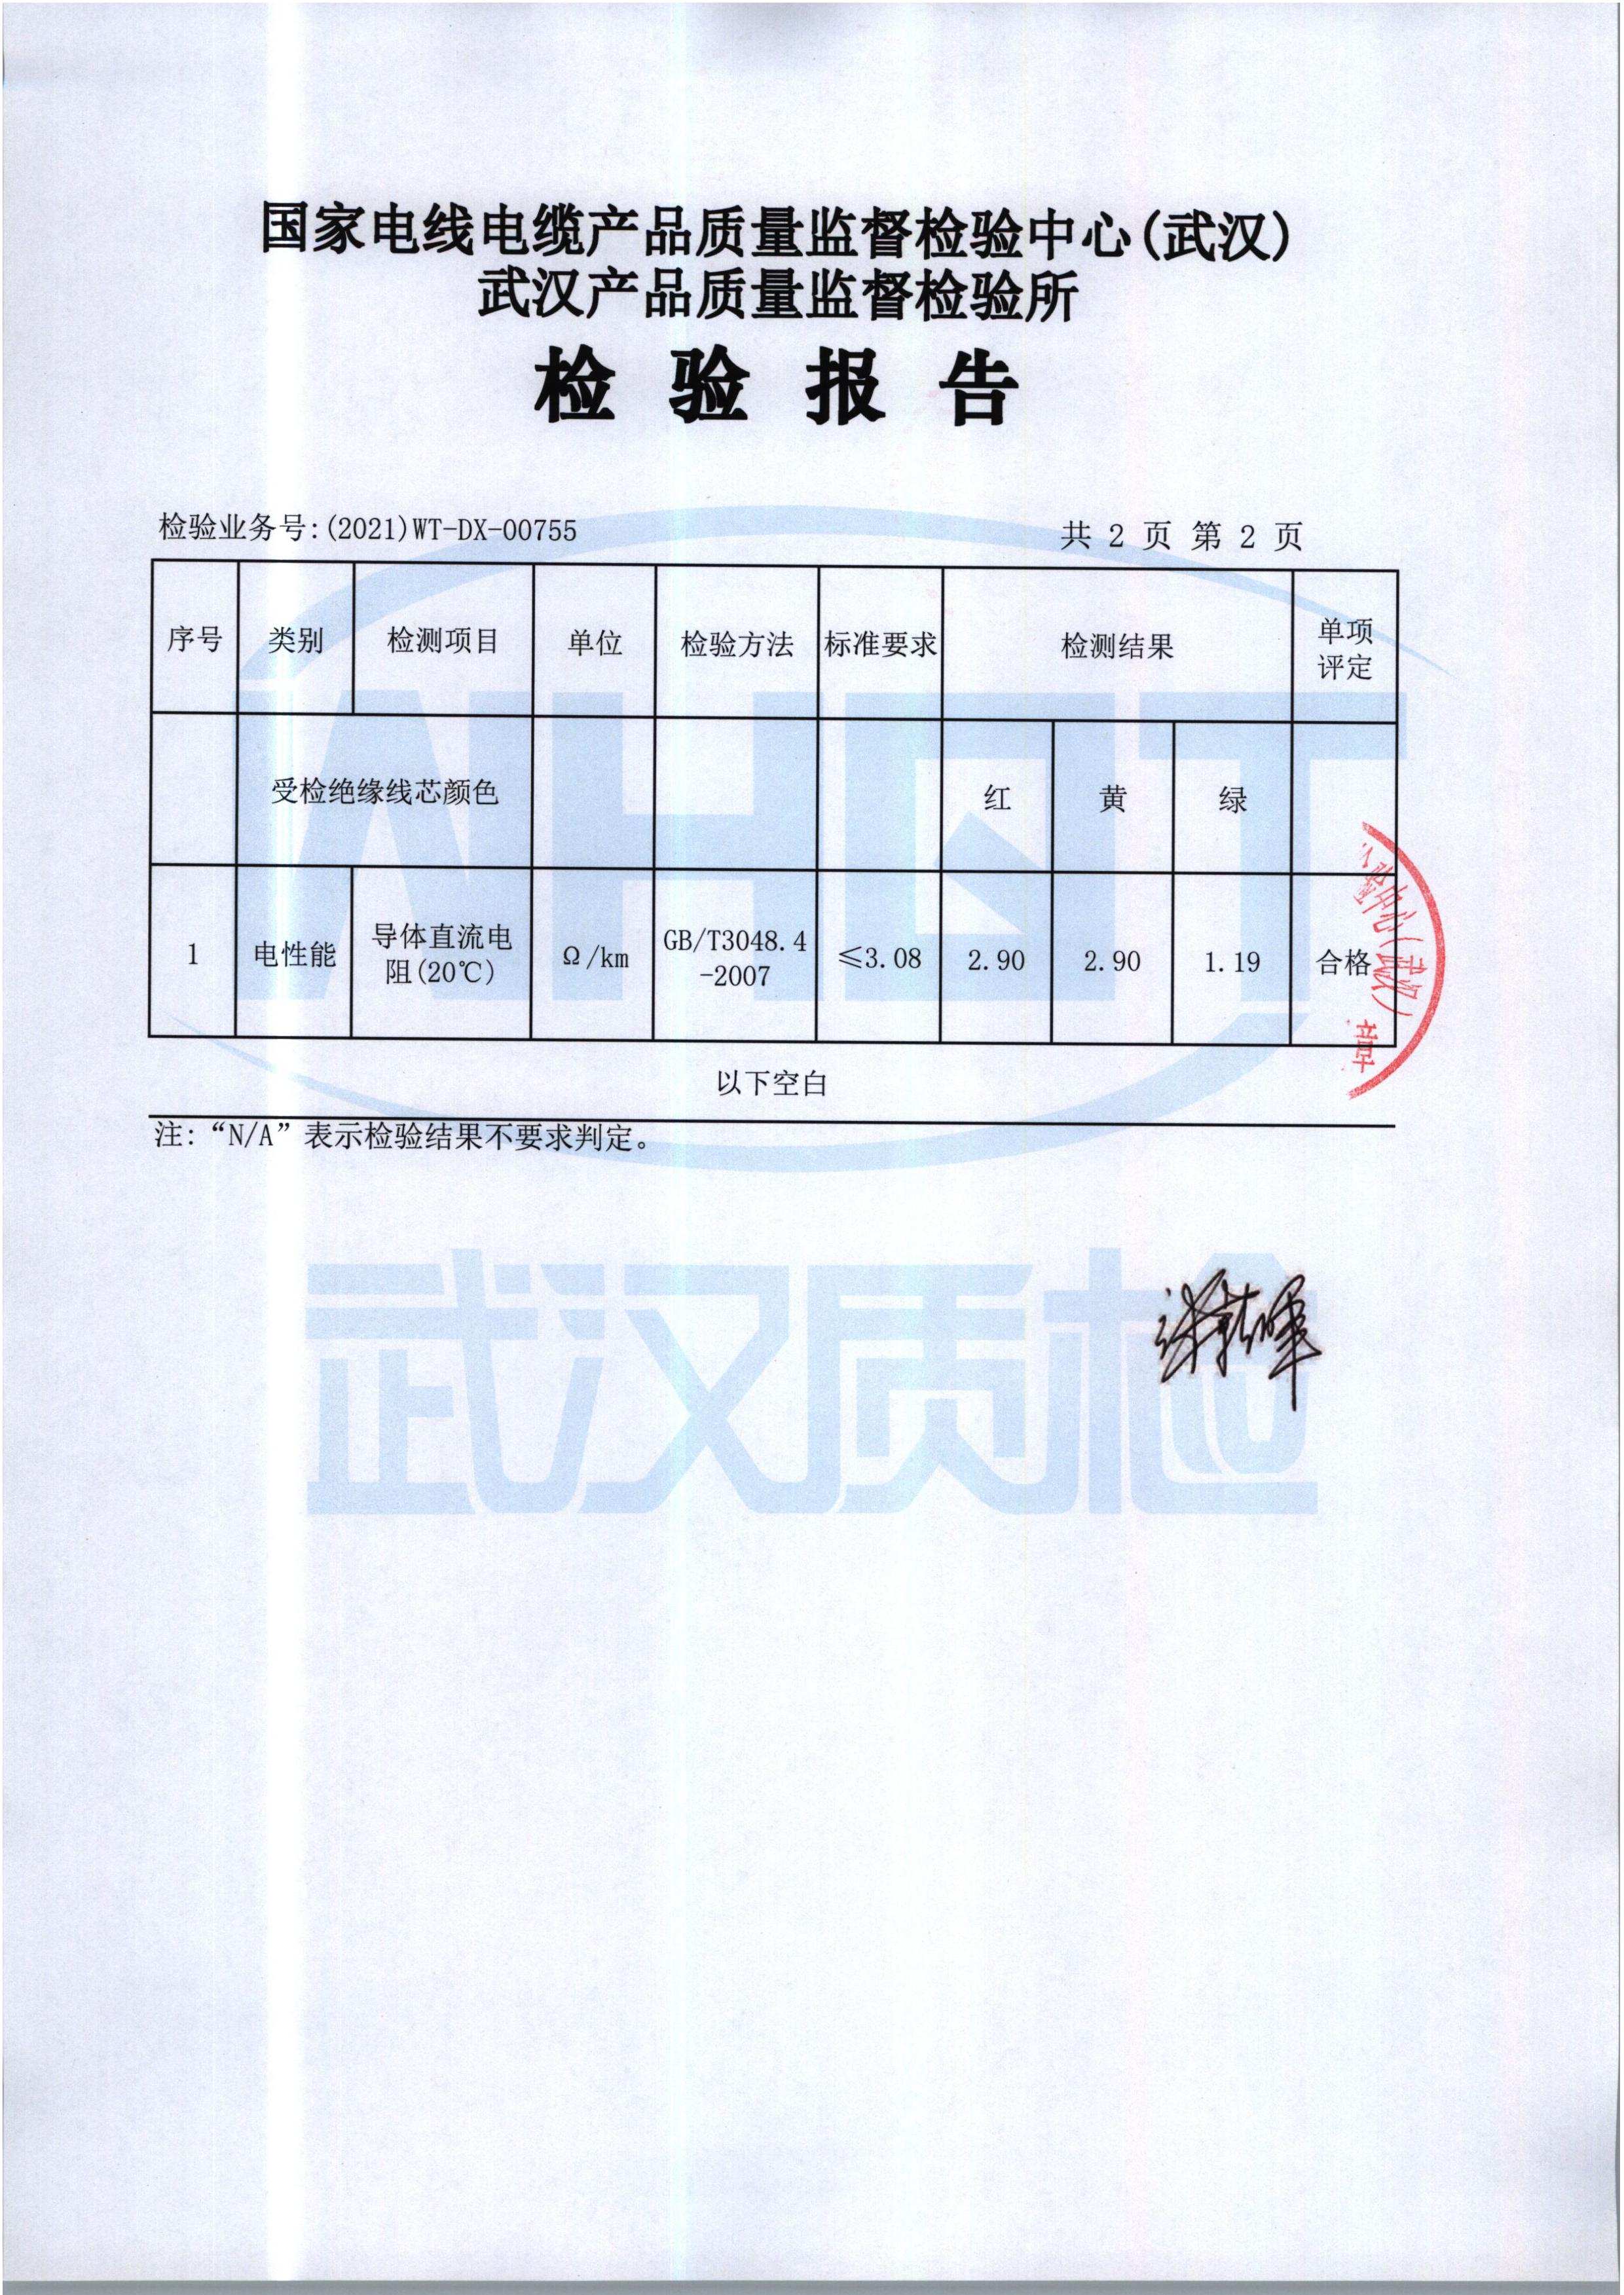 国家电线电缆产品质量监督检验中心(武汉)
武汉产品质量监督检验所
检验报告
检验业务号:(2021)WT-DX-00755
共 2 页 第 2 页
序号 类别 检测项目 单位 检验方法 标准要求 检测结果 单项
评定
受检绝缘线芯颜色 红 黄 绿
1 电性能 导体直流电
阻(20℃) Ω/km GB/T3048.4
-2007 ≤3.08 2.90 2.90 1.19 合格
验中心(武汉)
章
以下空白
注:“N/A”表示检验结果不要求判定。
WHQT
武汉质检